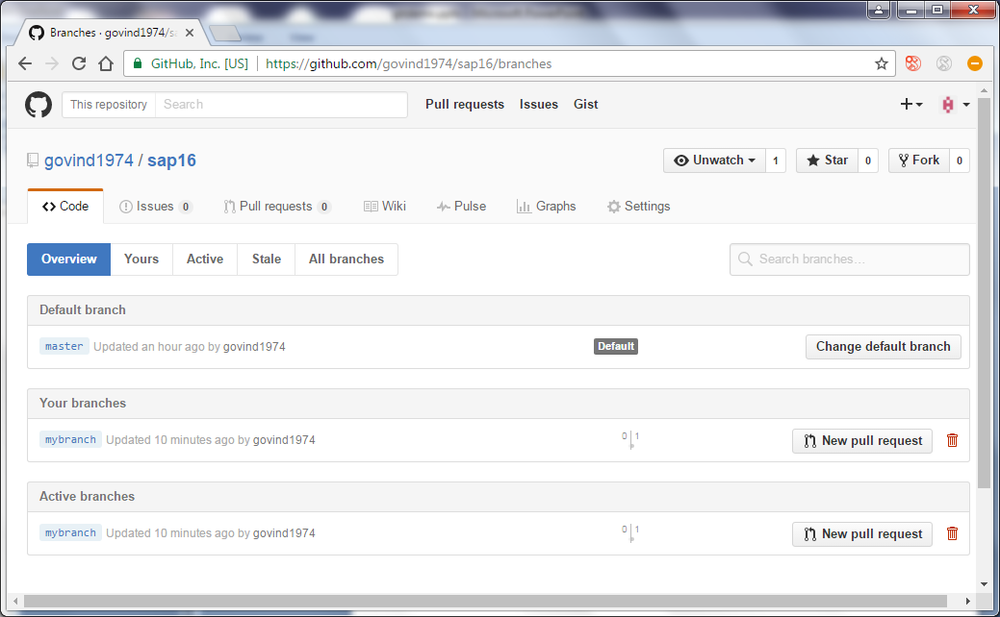 Branches · govind1974/sa
GitHub, Inc. [US] https://github.com/govind1974/sap16/branches
This repository Search Pull requests Issues Gist
govind1974 / sap16 Unwatch 1 Star 0 Fork 0
Code Issues 0 Pull requests 0 Wiki Pulse Graphs Settings
Overview Yours Active Stale All branches Search branches...
Default branch
master Updated an hour ago by govind1974 Default Change default branch
Your branches
mybranch Updated 10 minutes ago by govind1974 0 1 New pull request
Active branches
mybranch Updated 10 minutes ago by govind1974 0 1 New pull request